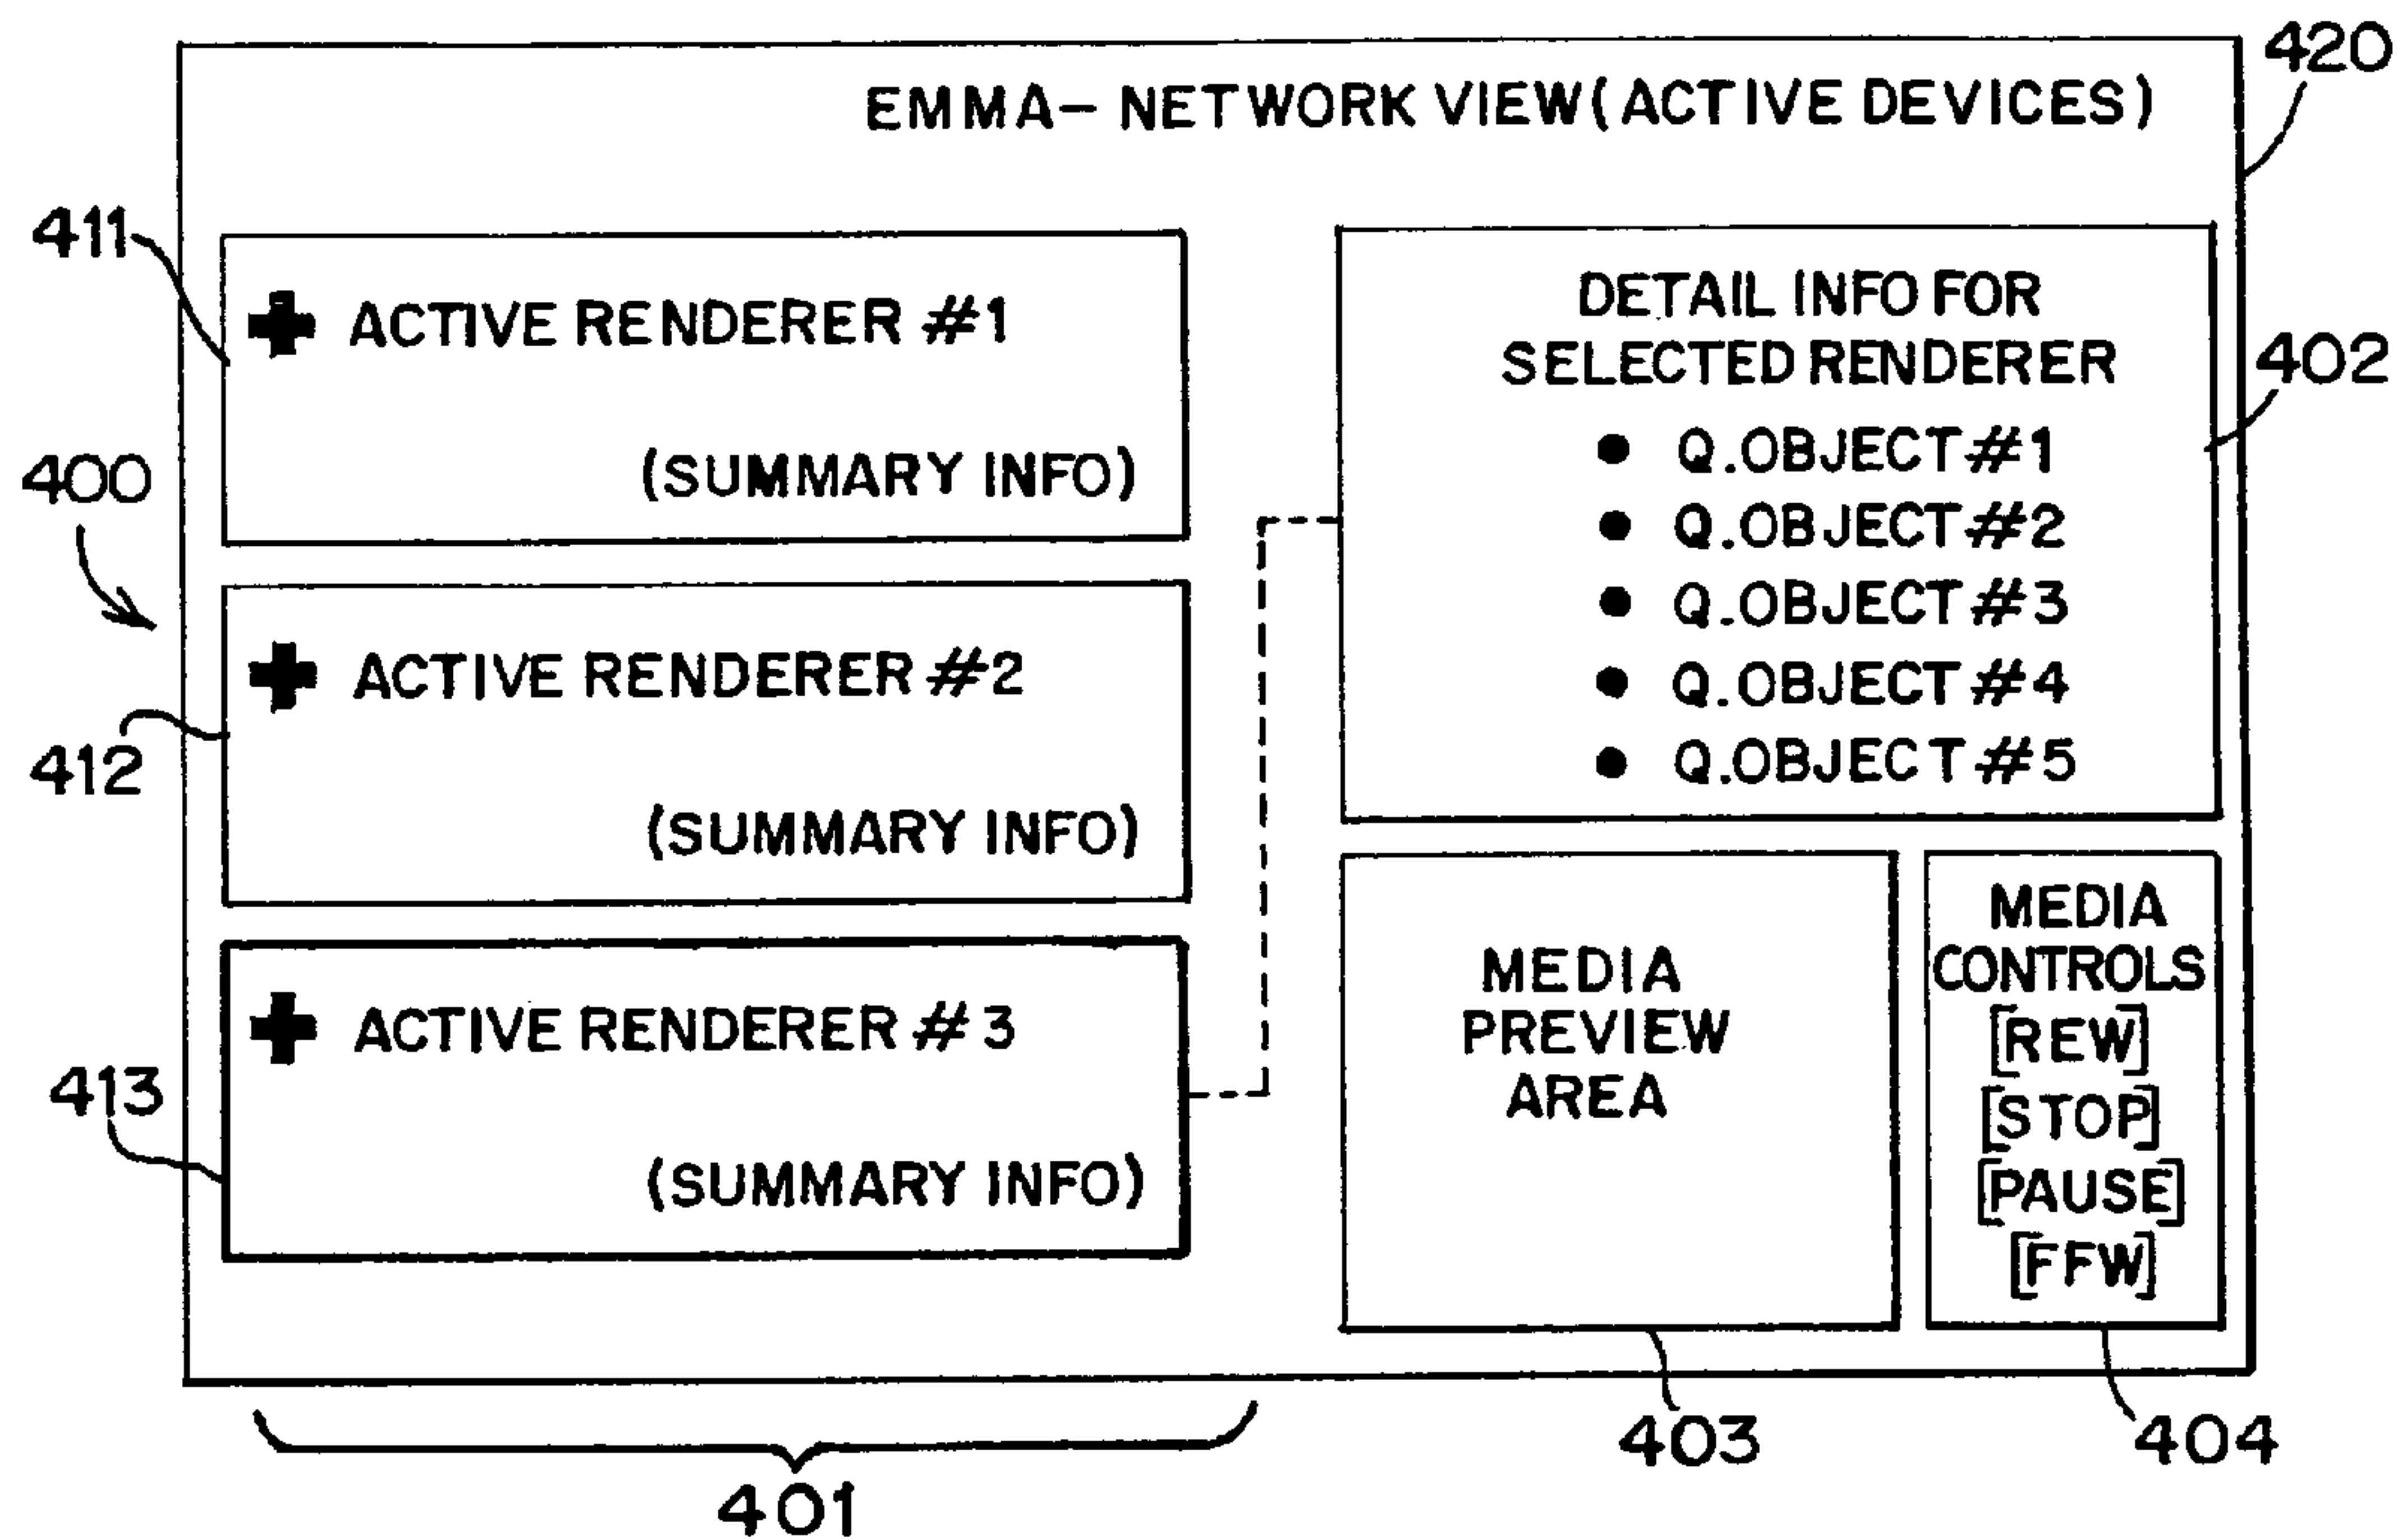 420
EMMA- NETWORK VIEW(ACTIVE DEVICES)
411
ACTIVE RENDERER #1
(SUMMARY INFO)
400
ACTIVE RENDERER #2
412
(SUMMARY INFO)
ACTIVE RENDERER #3
413
(SUMMARY INFO)
401
DETAIL INFO FOR
SELECTED RENDERER
402
• Q.OBJECT #1
• Q.OBJECT #2
• Q.OBJECT #3
• Q.OBJECT #4
• Q.OBJECT #5
MEDIA
PREVIEW
AREA
403
MEDIA
CONTROLS
[REW]
[STOP]
[PAUSE]
[FFW]
404